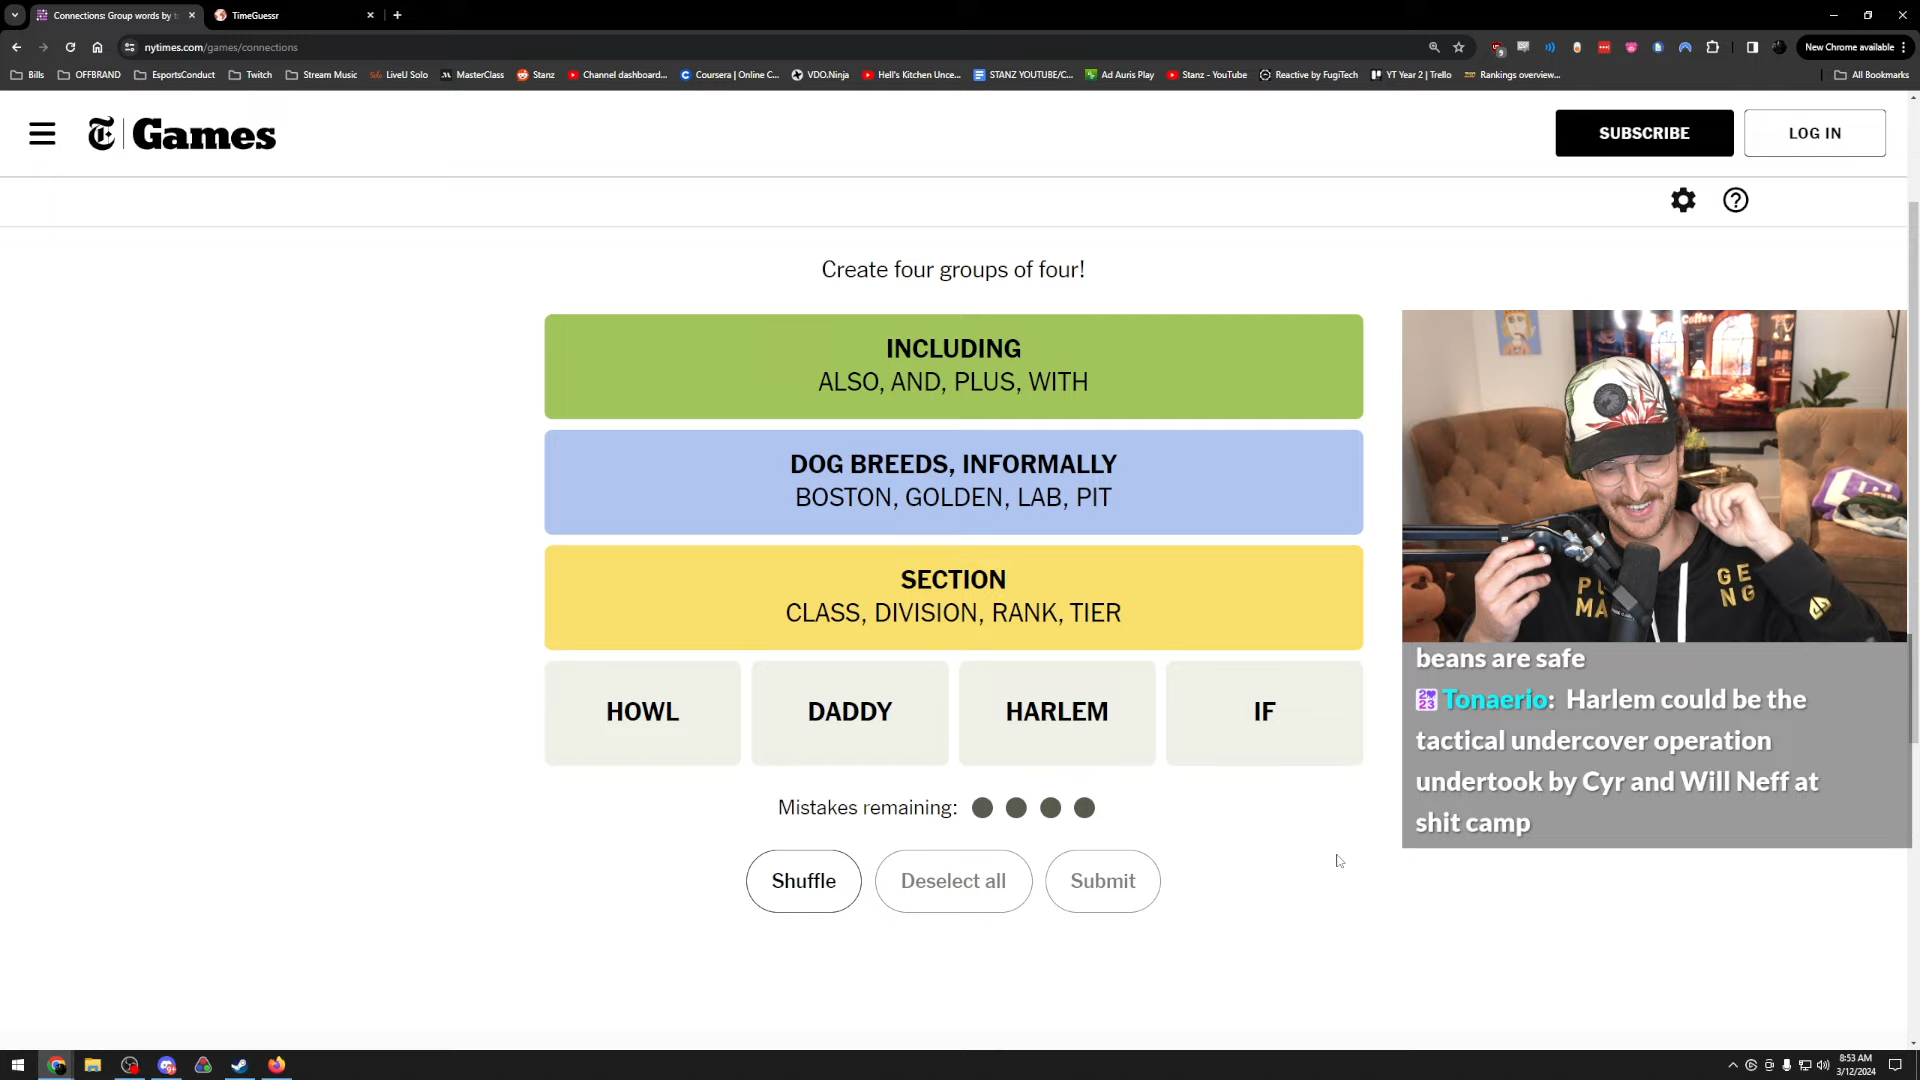 Connections: Group words by t
TimeGuessr
nytimes.com/games/connections
New Chrome available
Bills
OFFBRAND
EsportsConduct
Twitch
Stream Music
LiveU Solo
MasterClass
Stanz
Channel dashboard...
Coursera | Online C...
VDO.Ninja
Hell's Kitchen Unce...
STANZ YOUTUBE/C...
Ad Auris Play
Stanz - YouTube
Reactive by FugiTech
YT Year 2 | Trello
Rankings overview...
All Bookmarks
Games
SUBSCRIBE
LOG IN
Create four groups of four!
INCLUDING
ALSO, AND, PLUS, WITH
DOG BREEDS, INFORMALLY
BOSTON, GOLDEN, LAB, PIT
SECTION
CLASS, DIVISION, RANK, TIER
HOWL
DADDY
HARLEM
IF
Coffee
PU
MA
GE
NG
beans are safe
Tonaerio: Harlem could be the
tactical undercover operation
undertook by Cyr and Will Neff at
shit camp
Mistakes remaining:
Shuffle
Deselect all
Submit
8:53 AM
3/12/2024